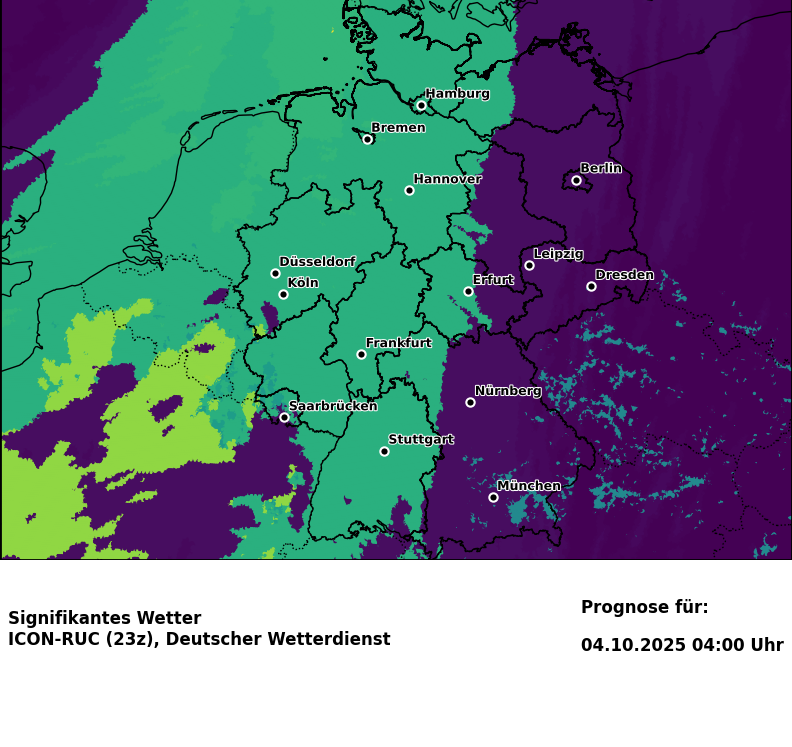 Hamburg
Bremen
Berlin
Hannover
Leipzig
Düsseldorf
Dresden
Köln
Erfurt
Frankfurt
Nürnberg
Saarbrücken
Stuttgart
München
Signifikantes Wetter
ICON-RUC (23z), Deutscher Wetterdienst
Prognose für:
04.10.2025 04:00 Uhr